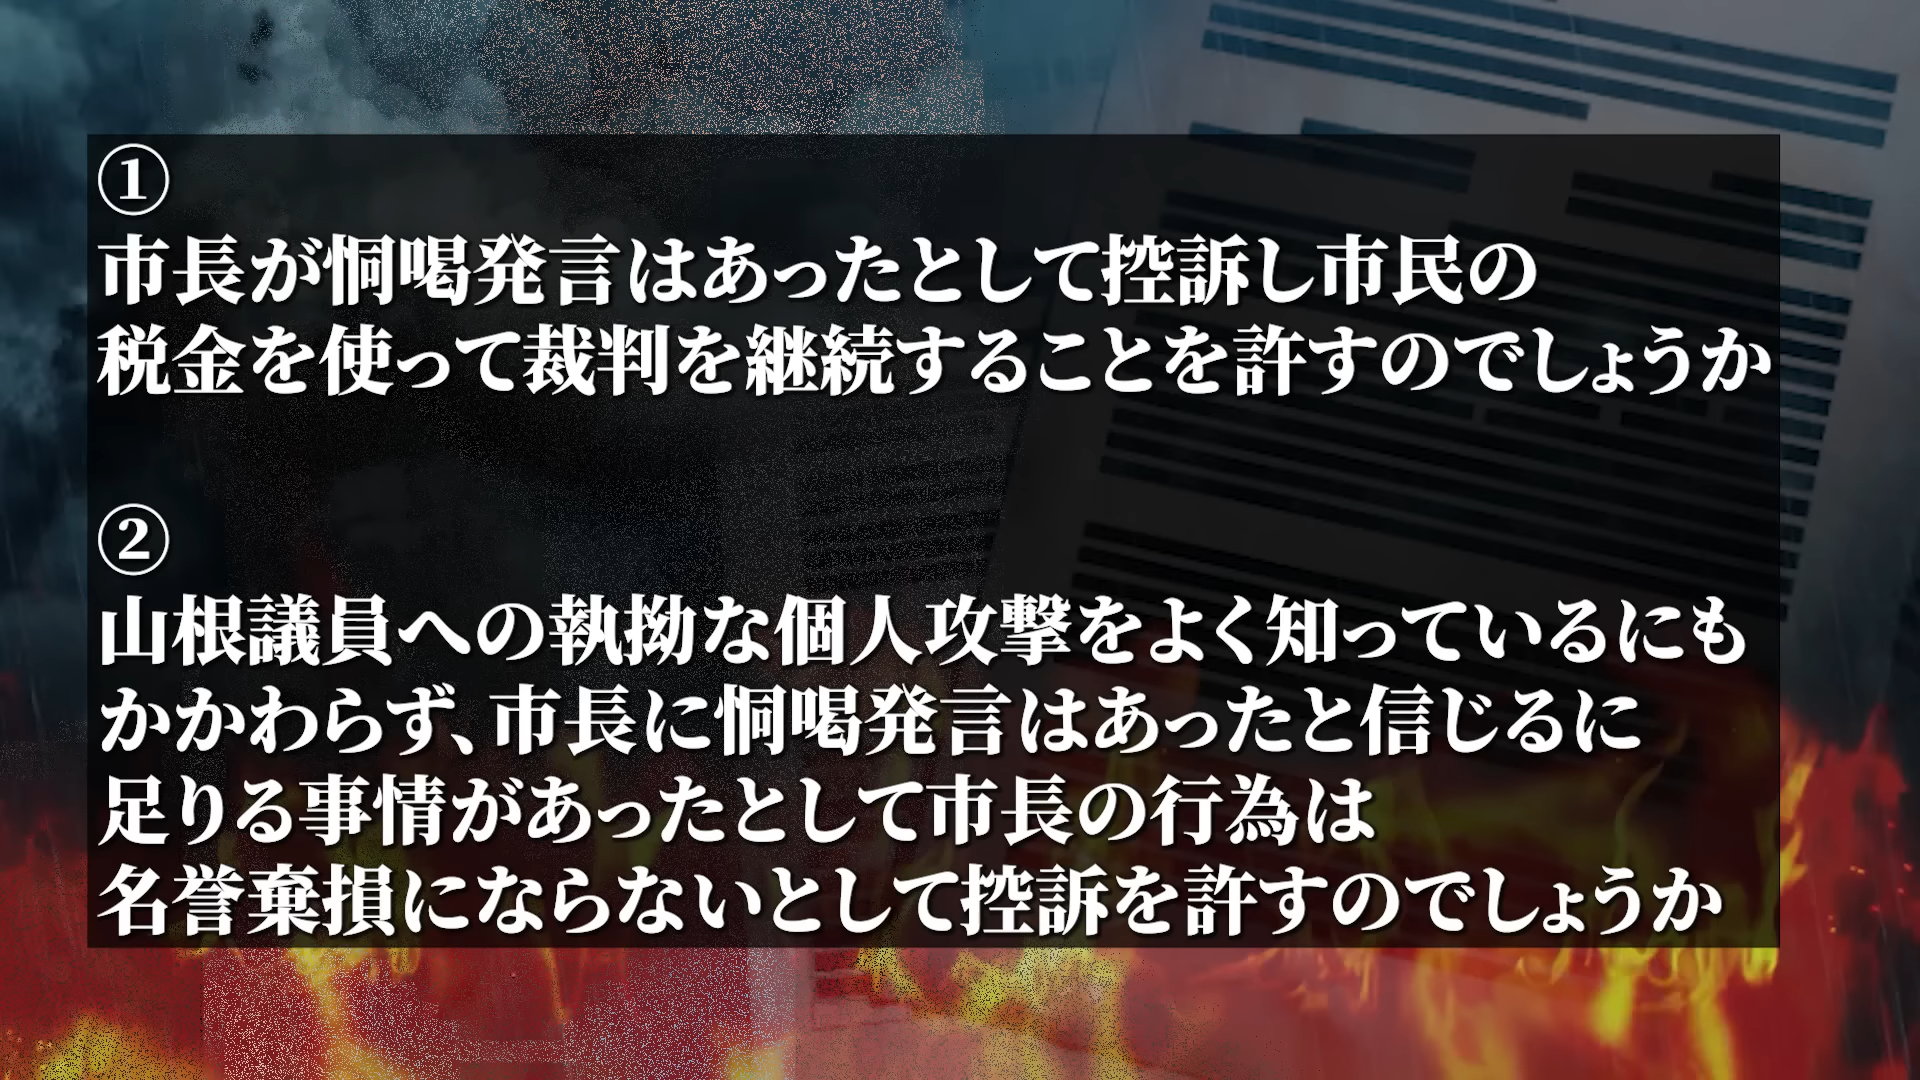 ①
市長が恫喝発言はあったとして控訴し市民の
税金を使って裁判を継続することを許すのでしょうか
②
山根議員への執拗な個人攻撃をよく知っているにも
かかわらず、市長に恫喝発言はあったと信じるに
足りる事情があったとして市長の行為は
名誉棄損にならないとして控訴を許すのでしょうか